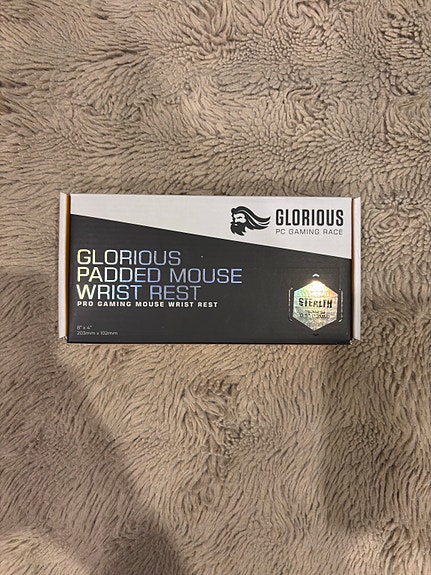 GLORIOUS
PC GAMING RACE
GLORIOUS
PADDED MOUSE
WRIST REST
PRO GAMING MOUSE WRIST REST
STEALTH
8" x 4"
203mm x 102mm